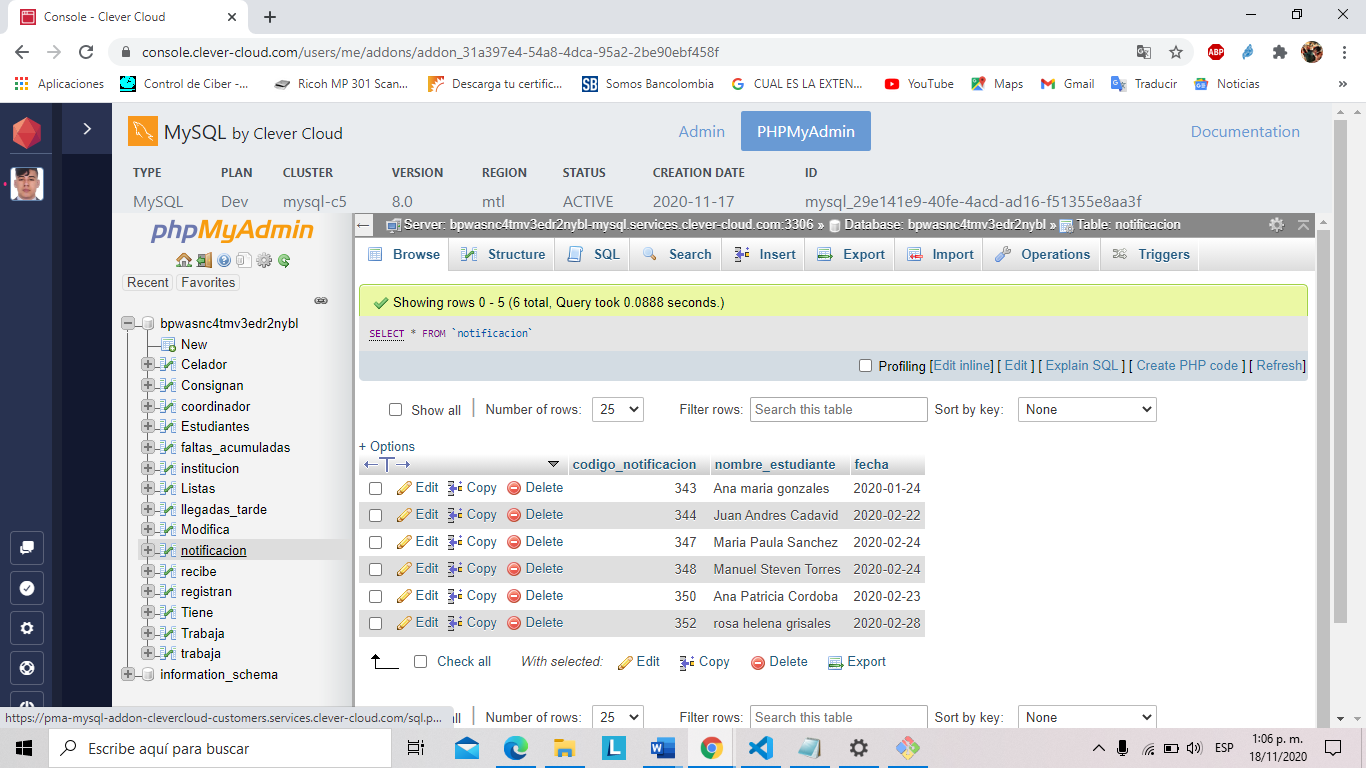 Console - Clever Cloud
console.clever-cloud.com/users/me/addons/addon_31a397e4-54a8-4dca-95a2-2be90ebf458f
ABP
Aplicaciones
Control de Ciber -...
Ricoh MP 301 Scan...
Descarga tu certific...
SB Somos Bancolombia
CUAL ES LA EXTEN...
YouTube
Maps
Gmail
Traducir
Noticias
MySQL by Clever Cloud
Admin
PHPMyAdmin
Documentation
TYPE PLAN CLUSTER VERSION REGION STATUS CREATION DATE ID
MySQL Dev mysql-c5 8.0 mtl ACTIVE 2020-11-17 mysql_29e141e9-40fe-4acd-ad16-f51355e8aa3f
phpMyAdmin
Recent Favorites
bpwasnc4tmv3edr2nybl
New
Celador
Consignan
coordinador
Estudiantes
faltas_acumuladas
institucion
Listas
llegadas_tarde
Modifica
notificacion
recibe
registran
Tiene
Trabaja
trabaja
information_schema
Server: bpwasnc4tmv3edr2nybl-mysql.services.clever-cloud.com:3306 » Database: bpwasnc4tmv3edr2nybl » Table: notificacion
Browse Structure SQL Search Insert Export Import Operations Triggers
Showing rows 0 - 5 (6 total, Query took 0.0888 seconds.)
SELECT * FROM `notificacion`
Profiling [Edit inline] [ Edit ] [ Explain SQL ] [ Create PHP code ] [ Refresh]
Show all | Number of rows: 25 Filter rows: Search this table Sort by key: None
+ Options
codigo_notificacion nombre_estudiante fecha
Edit Copy Delete 343 Ana maria gonzales 2020-01-24
Edit Copy Delete 344 Juan Andres Cadavid 2020-02-22
Edit Copy Delete 347 Maria Paula Sanchez 2020-02-24
Edit Copy Delete 348 Manuel Steven Torres 2020-02-24
Edit Copy Delete 350 Ana Patricia Cordoba 2020-02-23
Edit Copy Delete 352 rosa helena grisales 2020-02-28
Check all With selected: Edit Copy Delete Export
all Number of rows: 25 Filter rows: Search this table Sort by key: None
https://pma-mysql-addon-clevercloud-customers.services.clever-cloud.com/sql.p...
Escribe aquí para buscar
L
W
ESP
1:06 p. m.
18/11/2020